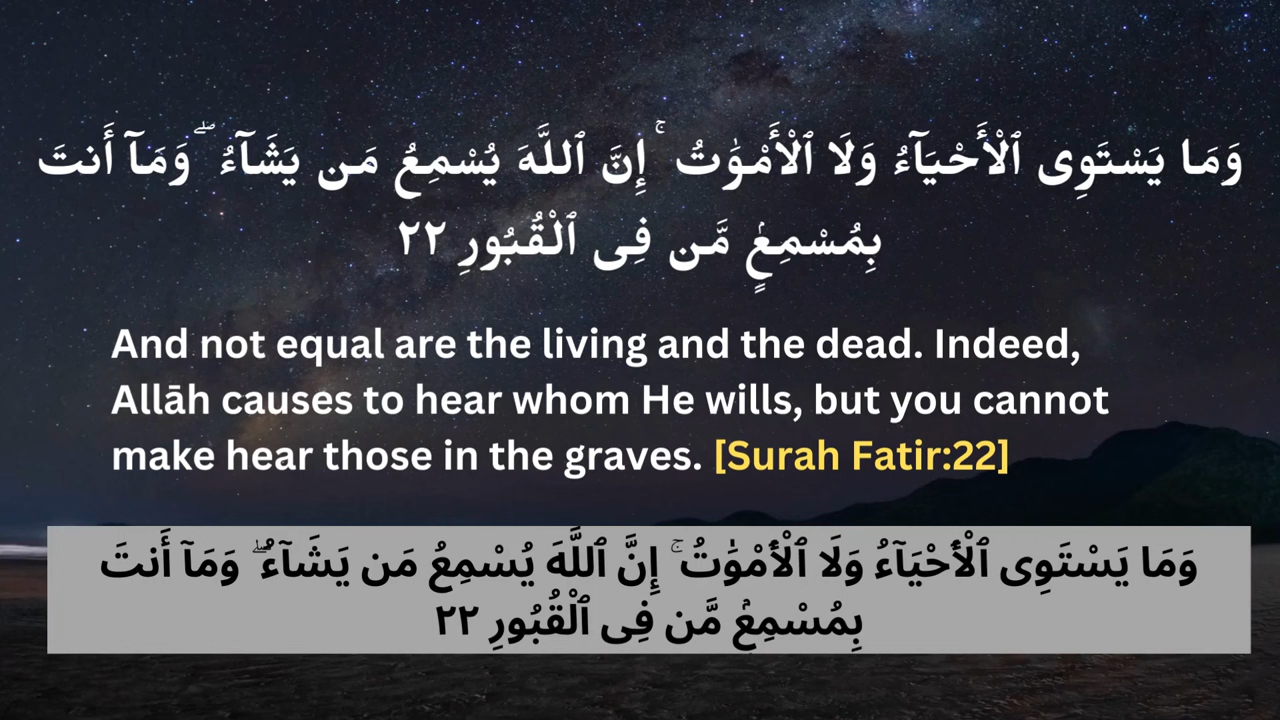 وَمَا يَسْتَوِى ٱلْأَحْيَآءُ وَلَا ٱلْأَمْوَٰتُ ۚ إِنَّ ٱللَّهَ يُسْمِعُ مَن يَشَآءُ ۖ وَمَآ أَنتَ
بِمُسْمِعٍۢ مَّن فِى ٱلْقُبُورِ ٢٢
And not equal are the living and the dead. Indeed,
Allāh causes to hear whom He wills, but you cannot
make hear those in the graves. [Surah Fatir:22]
وَمَا يَسْتَوِى ٱلْأَحْيَآءُ وَلَا ٱلْأَمْوَٰتُ ۚ إِنَّ ٱللَّهَ يُسْمِعُ مَن يَشَآءُ ۖ وَمَآ أَنتَ
بِمُسْمِعٍۢ مَّن فِى ٱلْقُبُورِ ٢٢